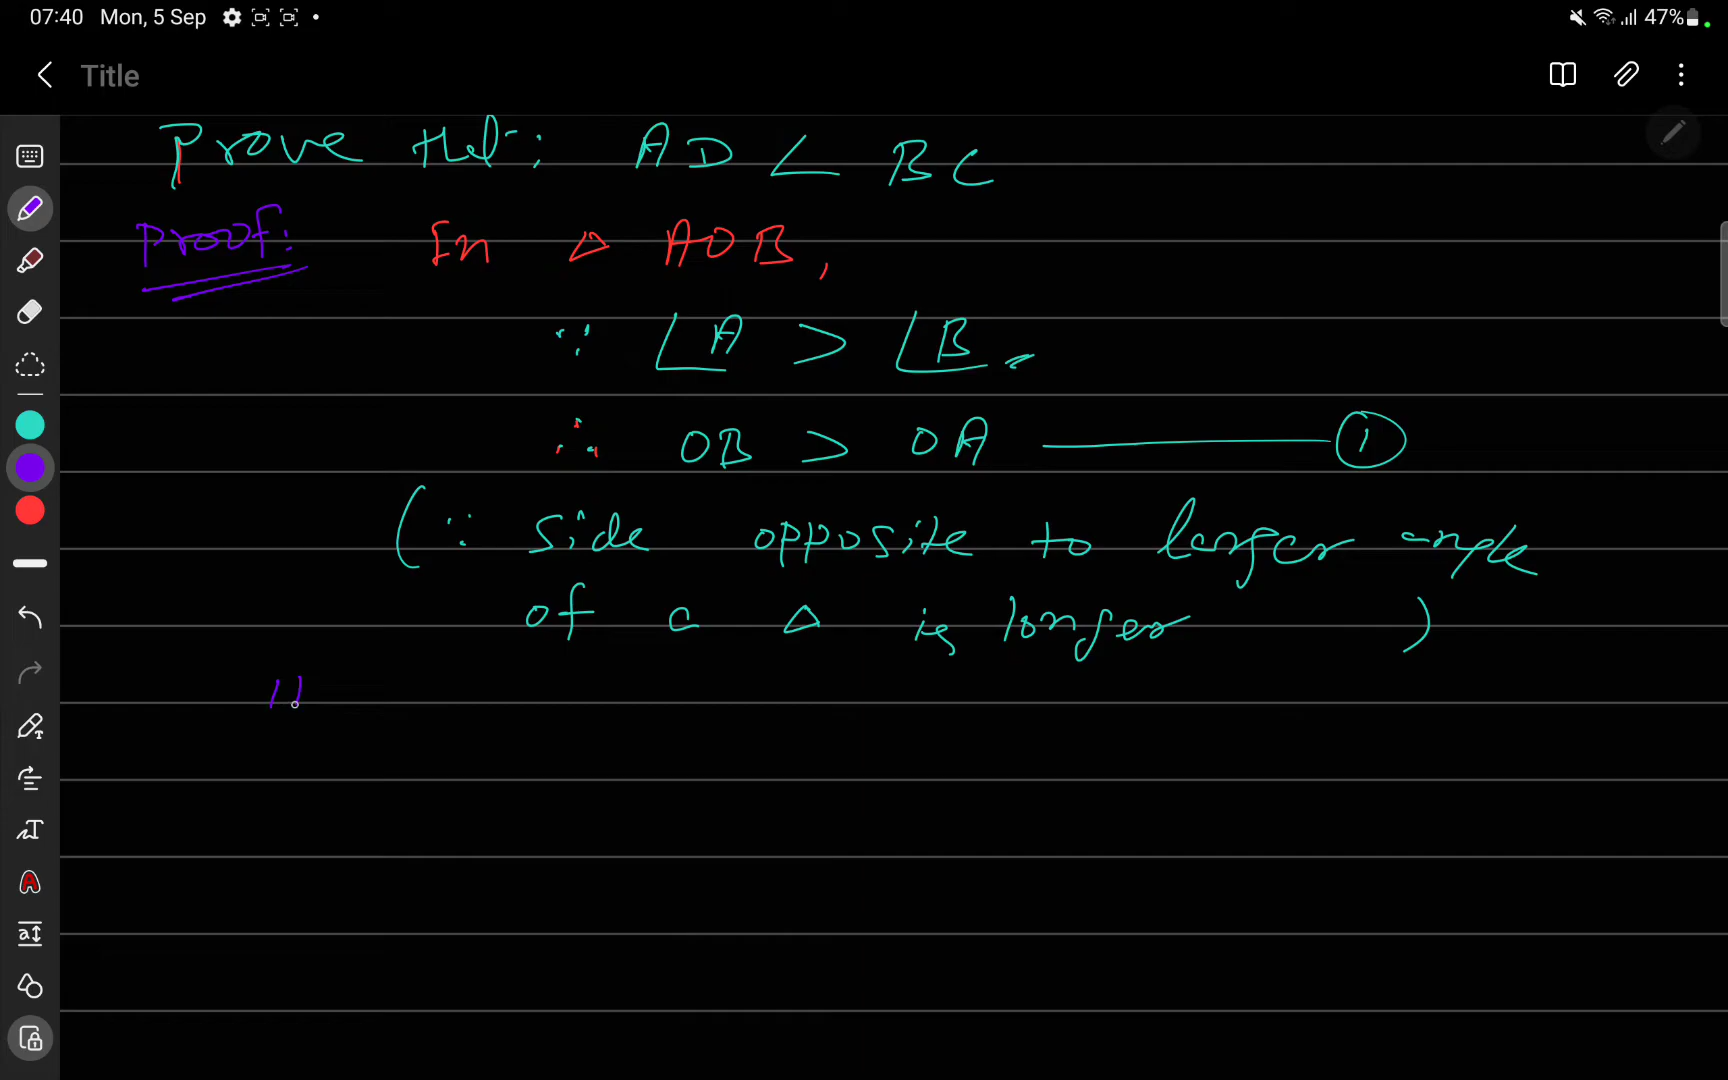 07:40 Mon, 5 Sep 47%
Title
Prove that: AD < BC
Proof: In △ AOB,
∵ ∠A > ∠B.
∴ OB > OA ——— ①
(∵ side opposite to larger angle
of a △ is longer )